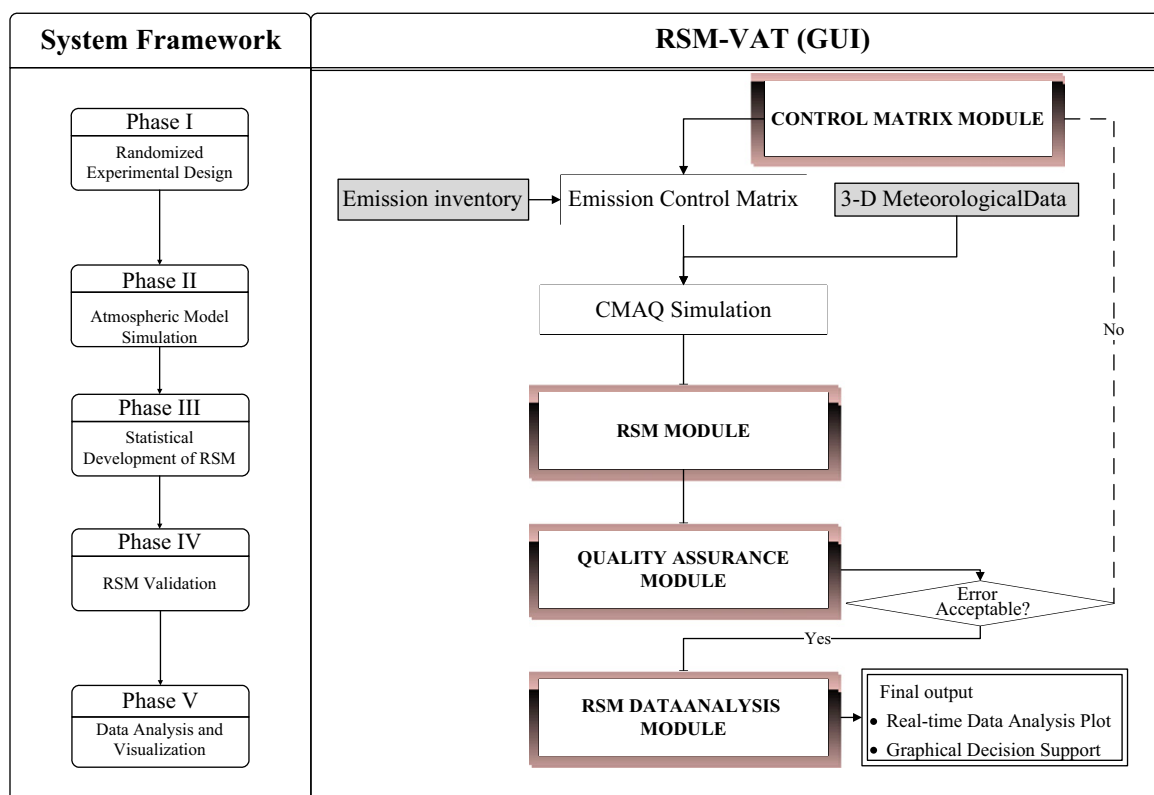 System Framework
Phase I
Randomized
Experimental Design
Phase II
Atmospheric Model
Simulation
Phase III
Statistical
Development of RSM
Phase IV
RSM Validation
Phase V
Data Analysis and
Visualization
RSM-VAT (GUI)
CONTROL MATRIX MODULE
Emission inventory
Emission Control Matrix
3-D MeteorologicalData
CMAQ Simulation
No
RSM MODULE
QUALITY ASSURANCE
MODULE
Error
Acceptable?
Yes
RSM DATAANALYSIS
MODULE
Final output
• Real-time Data Analysis Plot
• Graphical Decision Support